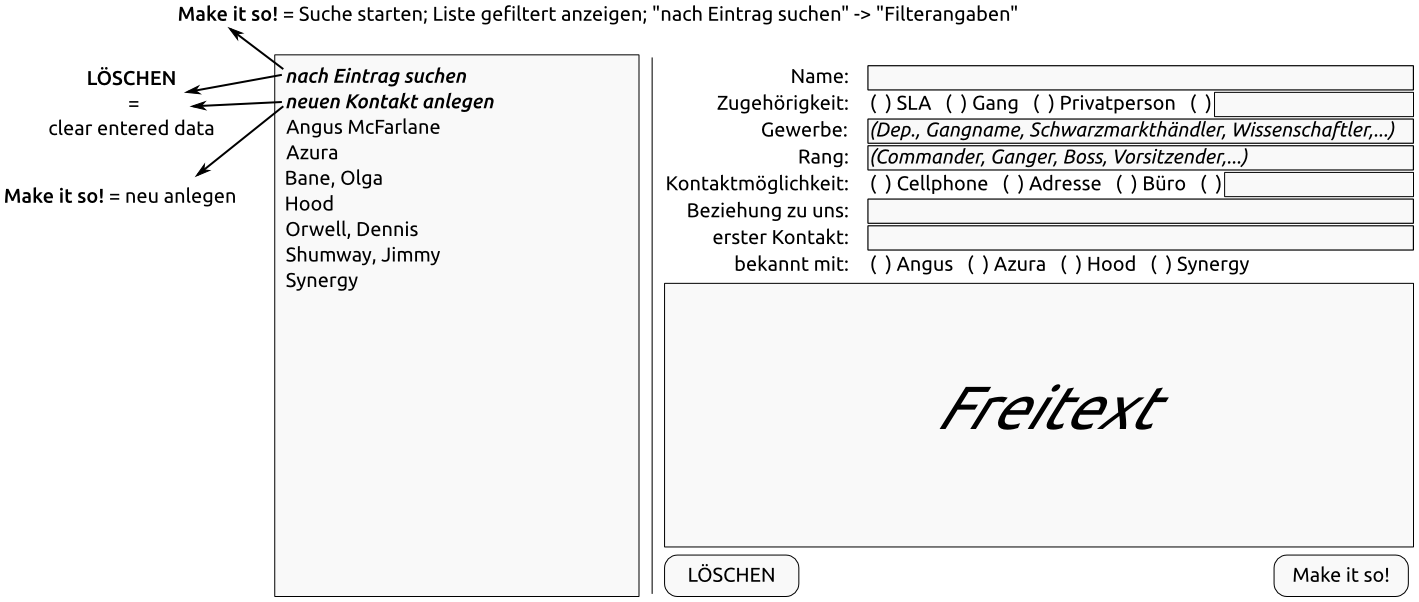 Make it so! = Suche starten; Liste gefiltert anzeigen; "nach Eintrag suchen" -> "Filterangaben"
LÖSCHEN
=
clear entered data
Make it so! = neu anlegen
nach Eintrag suchen
neuen Kontakt anlegen
Angus McFarlane
Azura
Bane, Olga
Hood
Orwell, Dennis
Shumway, Jimmy
Synergy
Name:
Zugehörigkeit: ( ) SLA ( ) Gang ( ) Privatperson ( )
Gewerbe: (Dep., Gangname, Schwarzmarkthändler, Wissenschaftler,...)
Rang: (Commander, Ganger, Boss, Vorsitzender,...)
Kontaktmöglichkeit: ( ) Cellphone ( ) Adresse ( ) Büro ( )
Beziehung zu uns:
erster Kontakt:
bekannt mit: ( ) Angus ( ) Azura ( ) Hood ( ) Synergy
Freitext
LÖSCHEN
Make it so!